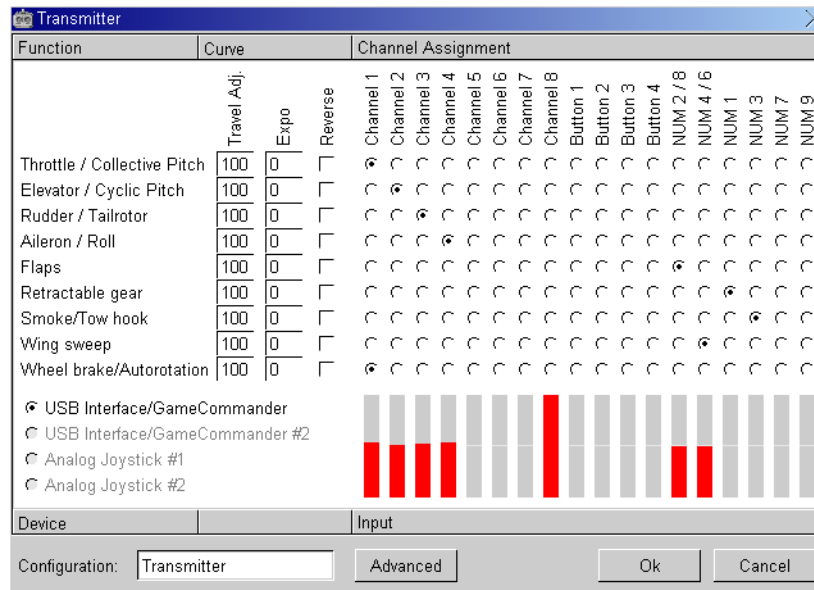 Transmitter
Function Curve Channel Assignment
Travel Adj. Expo Reverse Channel 1 Channel 2 Channel 3 Channel 4 Channel 5 Channel 6 Channel 7 Channel 8 Button 1 Button 2 Button 3 Button 4 NUM 2 / 8 NUM 4 / 6 NUM 1 NUM 3 NUM 7 NUM 9
Throttle / Collective Pitch 100 0
Elevator / Cyclic Pitch 100 0
Rudder / Tailrotor 100 0
Aileron / Roll 100 0
Flaps 100 0
Retractable gear 100 0
Smoke/Tow hook 100 0
Wing sweep 100 0
Wheel brake/Autorotation 100 0
USB Interface/GameCommander
USB Interface/GameCommander #2
Analog Joystick #1
Analog Joystick #2
Device Input
Configuration: Transmitter Advanced Ok Cancel